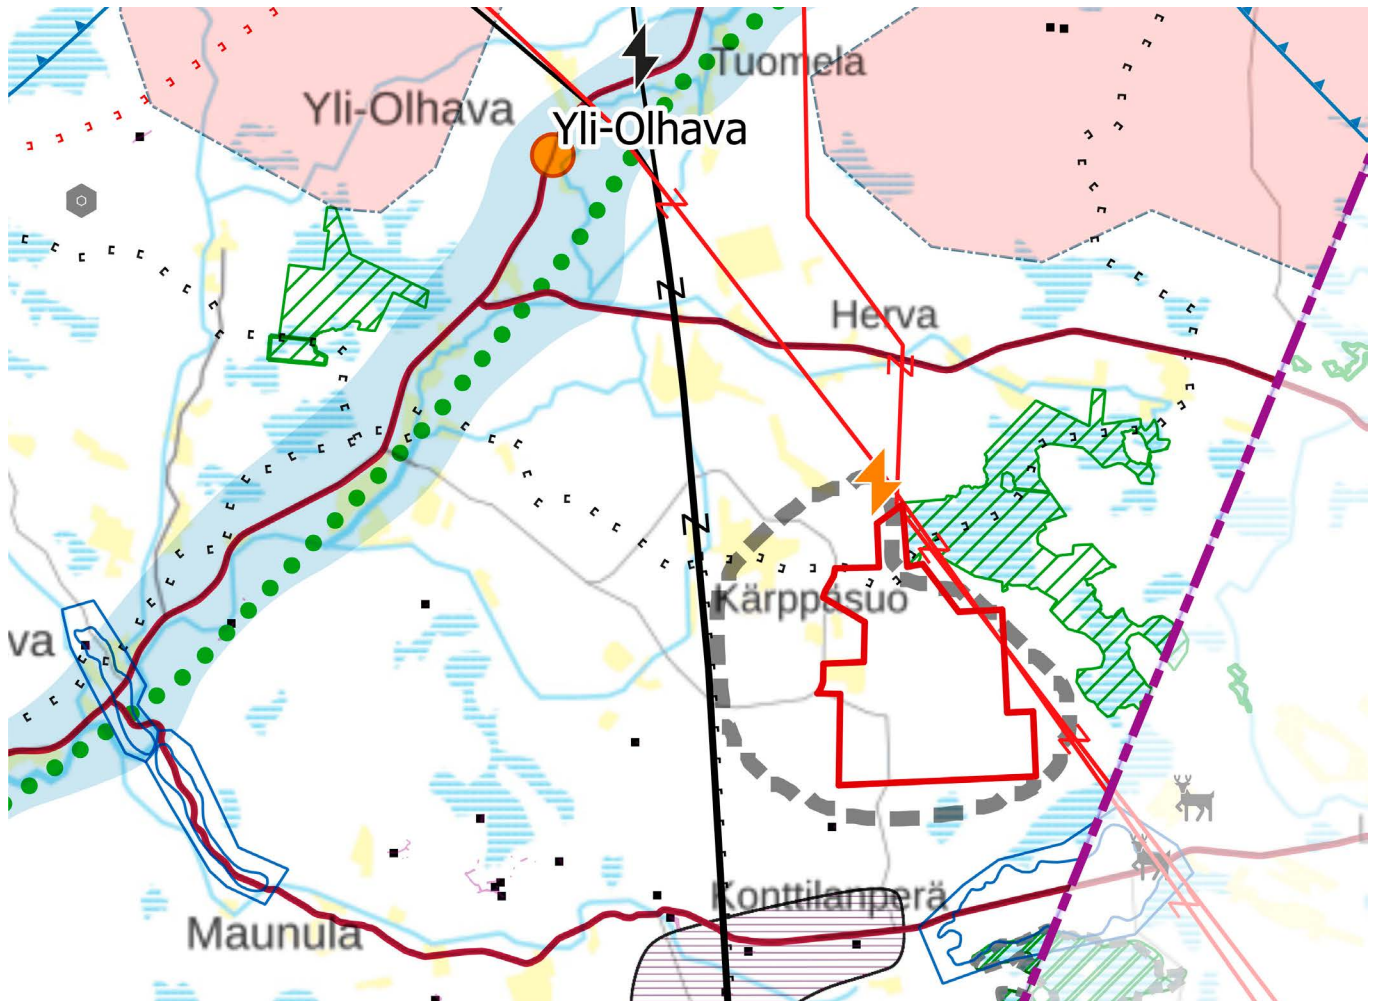 Tuomela
Yli-Olhava
Yli-Olhava
Herva
Kärppäsuo
va
Konttilanperä
Maunula